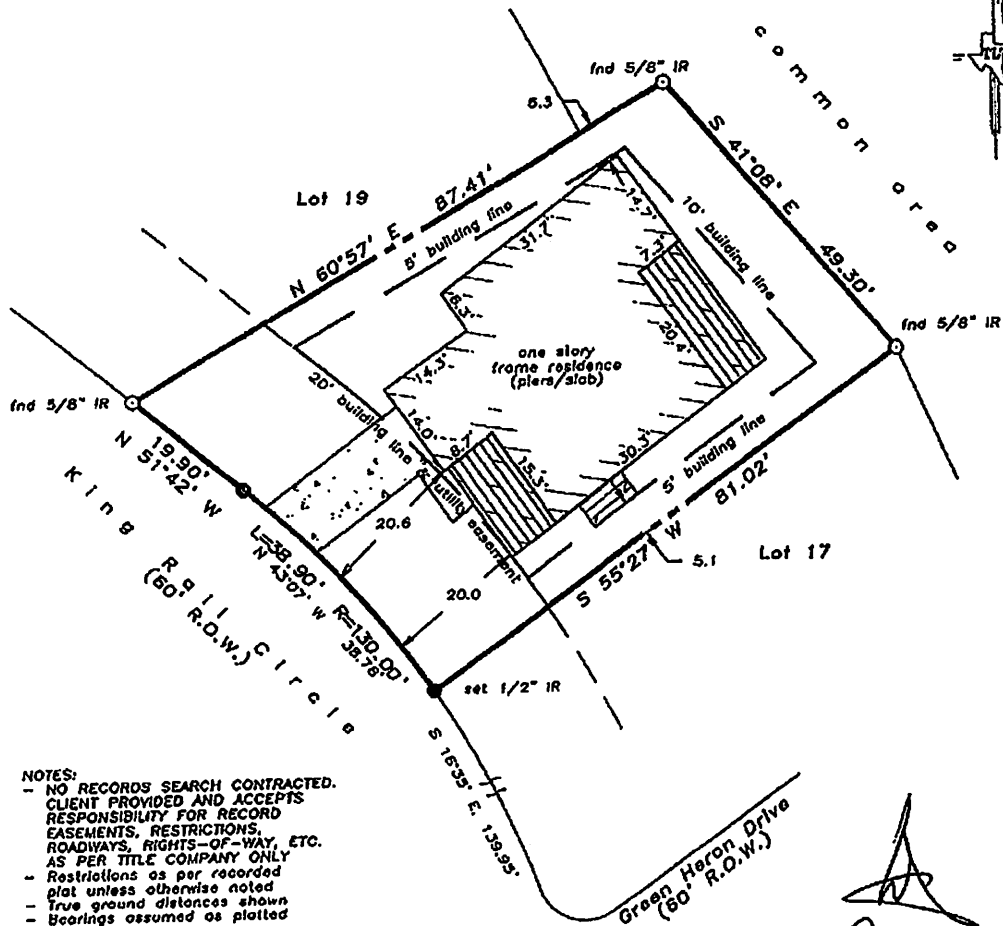 common area
TL
fnd 5/8" IR
5.3
S 41°08' E
49.30'
Lot 19
N 60°57' E 87.41'
5' building line
14.7'
10' building line
31.7'
7.3'
8.3'
fnd 5/8" IR
20.4'
one story
frame residence
(piers/slab)
14.3'
20'
building line & utility easement
fnd 5/8" IR
14.0'
8.7'
15.3'
30.3'
5' building line
19.90'
N 51°42' W
81.02'
S 55°27' W
King Rail Circle
(60' R.O.W.)
20.6
Lot 17
5.1
L=38.90' R=130.00'
N 43°07' W 38.78'
20.0
set 1/2" IR
S 16°35' E 139.95'
Green Heron Drive
(60' R.O.W.)
NOTES:
- NO RECORDS SEARCH CONTRACTED.
CLIENT PROVIDED AND ACCEPTS
RESPONSIBILITY FOR RECORD
EASEMENTS, RESTRICTIONS,
ROADWAYS, RIGHTS-OF-WAY, ETC.
AS PER TITLE COMPANY ONLY
- Restrictions as per recorded
plat unless otherwise noted
- True ground distances shown
- Bearings assumed as platted